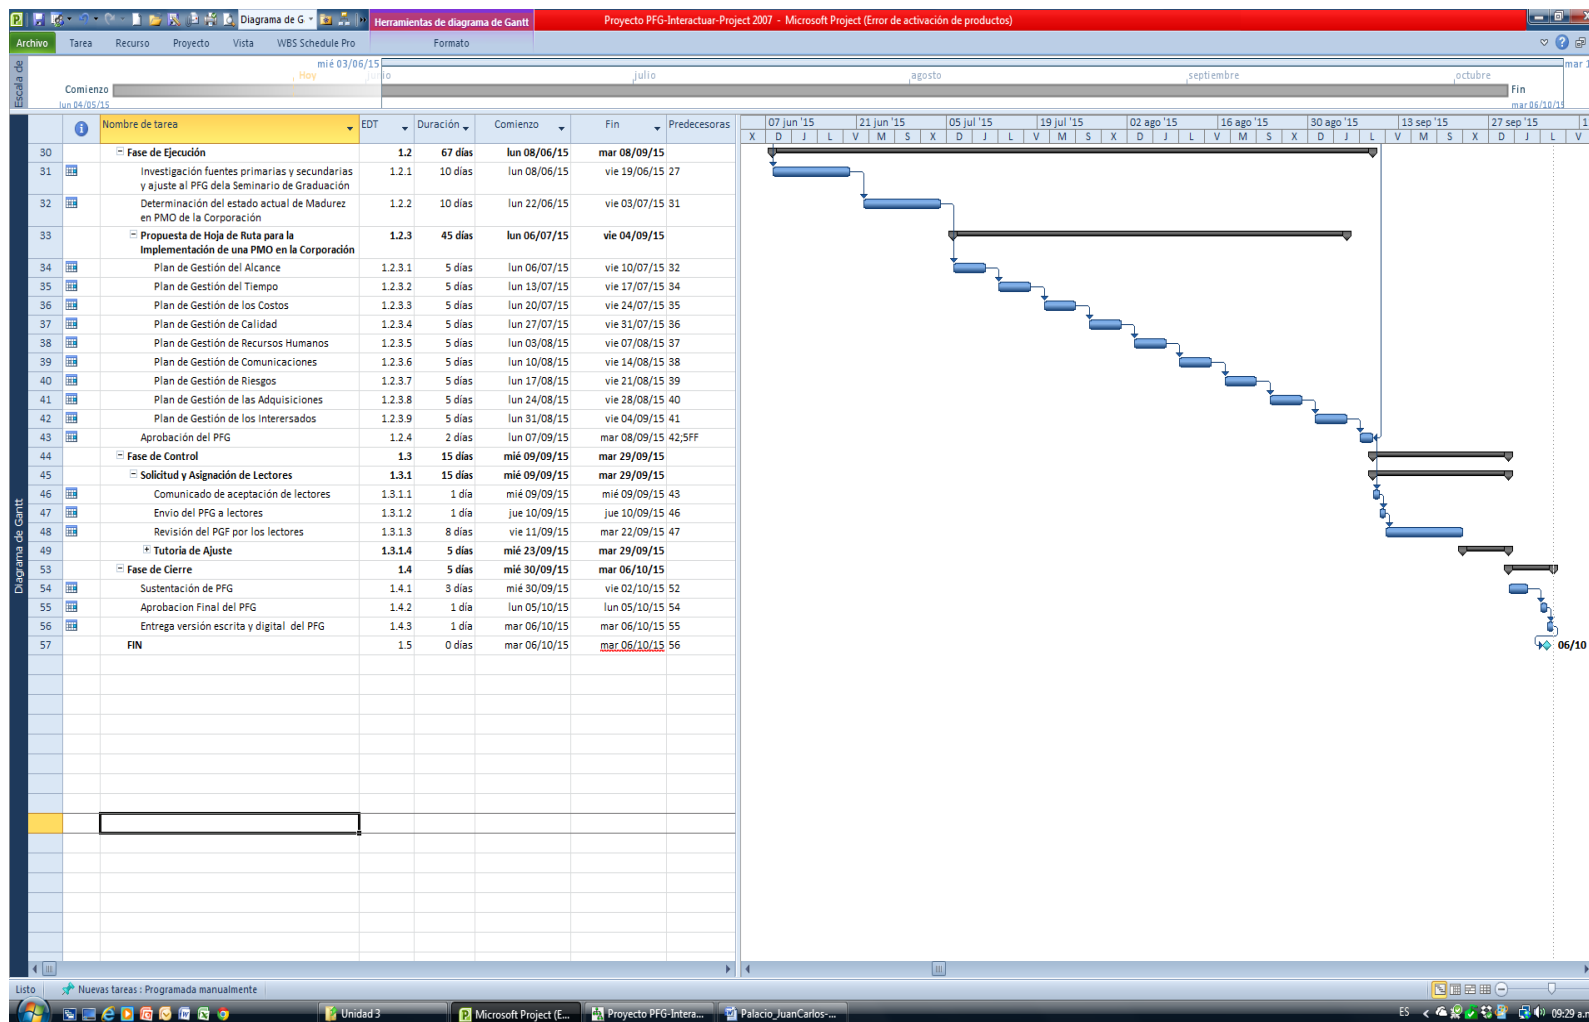 Diagrama de G
Herramientas de diagrama de Gantt
Proyecto PFG-Interactuar-Project 2007 - Microsoft Project (Error de activación de productos)
Archivo Tarea Recurso Proyecto Vista WBS Schedule Pro Formato
Escala de
mié 03/06/15
Hoy junio julio agosto septiembre octubre
mar 1
Comienzo Fin
lun 04/05/15 mar 06/10/15
Nombre de tarea EDT Duración Comienzo Fin Predecesoras
07 jun '15 21 jun '15 05 jul '15 19 jul '15 02 ago '15 16 ago '15 30 ago '15 13 sep '15 27 sep '15 1
X D J L V M S X D J L V M S X D J L V M S X D J L V M S X D J L V
30 Fase de Ejecución 1.2 67 días lun 08/06/15 mar 08/09/15
31 Investigación fuentes primarias y secundarias 1.2.1 10 días lun 08/06/15 vie 19/06/15 27
y ajuste al PFG dela Seminario de Graduación
32 Determinación del estado actual de Madurez 1.2.2 10 días lun 22/06/15 vie 03/07/15 31
en PMO de la Corporación
33 Propuesta de Hoja de Ruta para la 1.2.3 45 días lun 06/07/15 vie 04/09/15
Implementación de una PMO en la Corporación
34 Plan de Gestión del Alcance 1.2.3.1 5 días lun 06/07/15 vie 10/07/15 32
35 Plan de Gestión del Tiempo 1.2.3.2 5 días lun 13/07/15 vie 17/07/15 34
36 Plan de Gestión de los Costos 1.2.3.3 5 días lun 20/07/15 vie 24/07/15 35
37 Plan de Gestión de Calidad 1.2.3.4 5 días lun 27/07/15 vie 31/07/15 36
38 Plan de Gestión de Recursos Humanos 1.2.3.5 5 días lun 03/08/15 vie 07/08/15 37
39 Plan de Gestión de Comunicaciones 1.2.3.6 5 días lun 10/08/15 vie 14/08/15 38
40 Plan de Gestión de Riesgos 1.2.3.7 5 días lun 17/08/15 vie 21/08/15 39
41 Plan de Gestión de las Adquisiciones 1.2.3.8 5 días lun 24/08/15 vie 28/08/15 40
42 Plan de Gestión de los Interersados 1.2.3.9 5 días lun 31/08/15 vie 04/09/15 41
43 Aprobación del PFG 1.2.4 2 días lun 07/09/15 mar 08/09/15 42;5FF
44 Fase de Control 1.3 15 días mié 09/09/15 mar 29/09/15
45 Solicitud y Asignación de Lectores 1.3.1 15 días mié 09/09/15 mar 29/09/15
46 Comunicado de aceptación de lectores 1.3.1.1 1 día mié 09/09/15 mié 09/09/15 43
47 Envio del PFG a lectores 1.3.1.2 1 día jue 10/09/15 jue 10/09/15 46
48 Revisión del PGF por los lectores 1.3.1.3 8 días vie 11/09/15 mar 22/09/15 47
49 Tutoria de Ajuste 1.3.1.4 5 días mié 23/09/15 mar 29/09/15
53 Fase de Cierre 1.4 5 días mié 30/09/15 mar 06/10/15
54 Sustentación de PFG 1.4.1 3 días mié 30/09/15 vie 02/10/15 52
55 Aprobacion Final del PFG 1.4.2 1 día lun 05/10/15 lun 05/10/15 54
56 Entrega versión escrita y digital del PFG 1.4.3 1 día mar 06/10/15 mar 06/10/15 55
57 FIN 1.5 0 días mar 06/10/15 mar 06/10/15 56
06/10
Diagrama de Gantt
Listo Nuevas tareas : Programada manualmente
Unidad 3 Microsoft Project (E... Proyecto PFG-Intera... Palacio_JuanCarlos-... ES 09:29 a.m